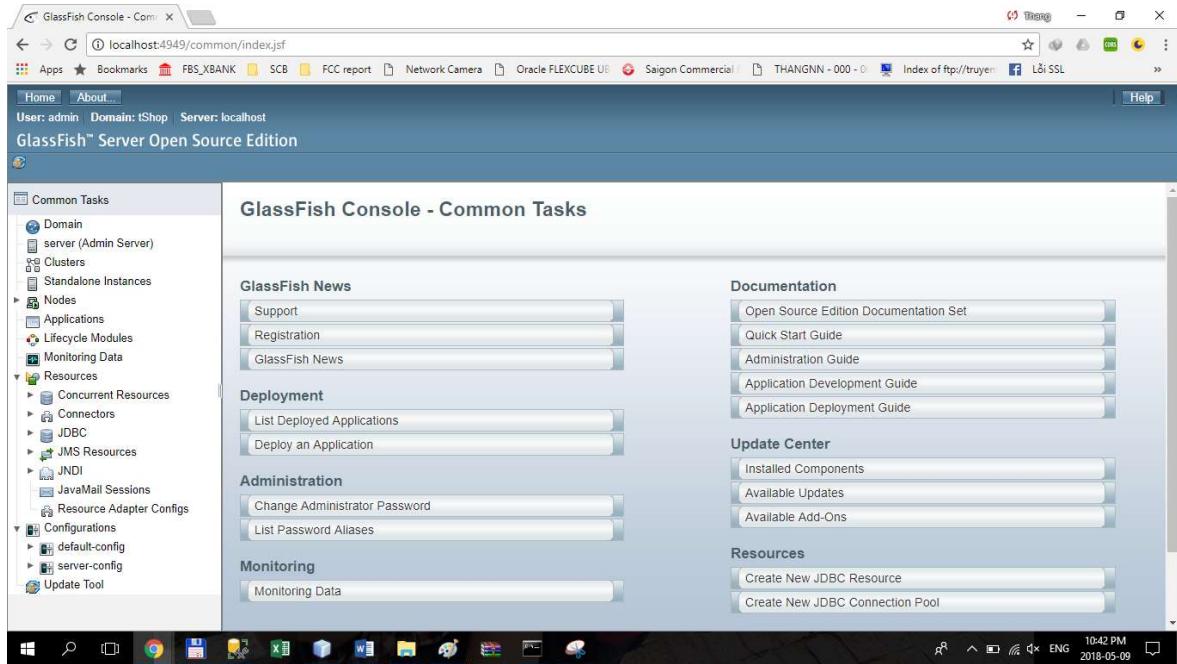 GlassFish Console - Com
Thang
localhost:4949/common/index.jsf
Apps Bookmarks FBS_XBANK SCB FCC report Network Camera Oracle FLEXCUBE UB Saigon Commercial THANGNN - 000 - Index of ftp://truyen Lỗi SSL »
Home About... Help
User: admin Domain: tShop Server: localhost
GlassFish™ Server Open Source Edition
Common Tasks
Domain
server (Admin Server)
Clusters
Standalone Instances
Nodes
Applications
Lifecycle Modules
Monitoring Data
Resources
Concurrent Resources
Connectors
JDBC
JMS Resources
JNDI
JavaMail Sessions
Resource Adapter Configs
Configurations
default-config
server-config
Update Tool
GlassFish Console - Common Tasks
GlassFish News
Support
Registration
GlassFish News
Deployment
List Deployed Applications
Deploy an Application
Administration
Change Administrator Password
List Password Aliases
Monitoring
Monitoring Data
Documentation
Open Source Edition Documentation Set
Quick Start Guide
Administration Guide
Application Development Guide
Application Deployment Guide
Update Center
Installed Components
Available Updates
Available Add-Ons
Resources
Create New JDBC Resource
Create New JDBC Connection Pool
ENG
10:42 PM
2018-05-09